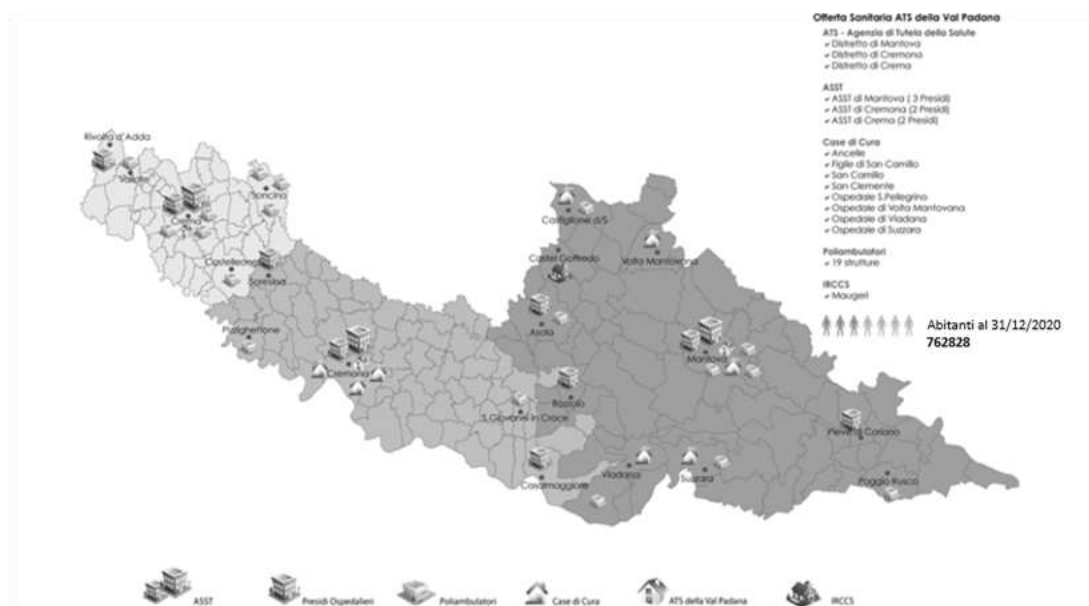 Offerta Sanitaria ATS della Val Padana
ATS - Agenzia di Tutela della Salute
Distretto di Mantova
Distretto di Cremona
Distretto di Crema
ASST
ASST di Mantova ( 3 Presidi)
ASST di Cremona (2 Presidi)
ASST di Crema (2 Presidi)
Case di Cura
Ancelle
Figlie di San Camillo
San Camillo
San Clemente
Ospedale S.Pellegrino
Ospedale di Volta Mantovana
Ospedale di Viadana
Ospedale di Suzzara
Poliambulatori
19 strutture
IRCCS
Maugeri
Abitanti al 31/12/2020
762828
Rivolta d'Adda
Vailate
Soncino
Crema
Castelleone
Soresina
Pizzighettone
Cremona
Castiglione d/S
Castel Goffredo
Volta Mantovana
Asola
Mantova
Bozzolo
S.Giovanni in Croce
Casalmaggiore
Viadana
Suzzara
Pieve di Coriano
Poggio Rusco
ASST
Presidi Ospedalieri
Poliambulatori
Case di Cura
ATS della Val Padana
IRCCS